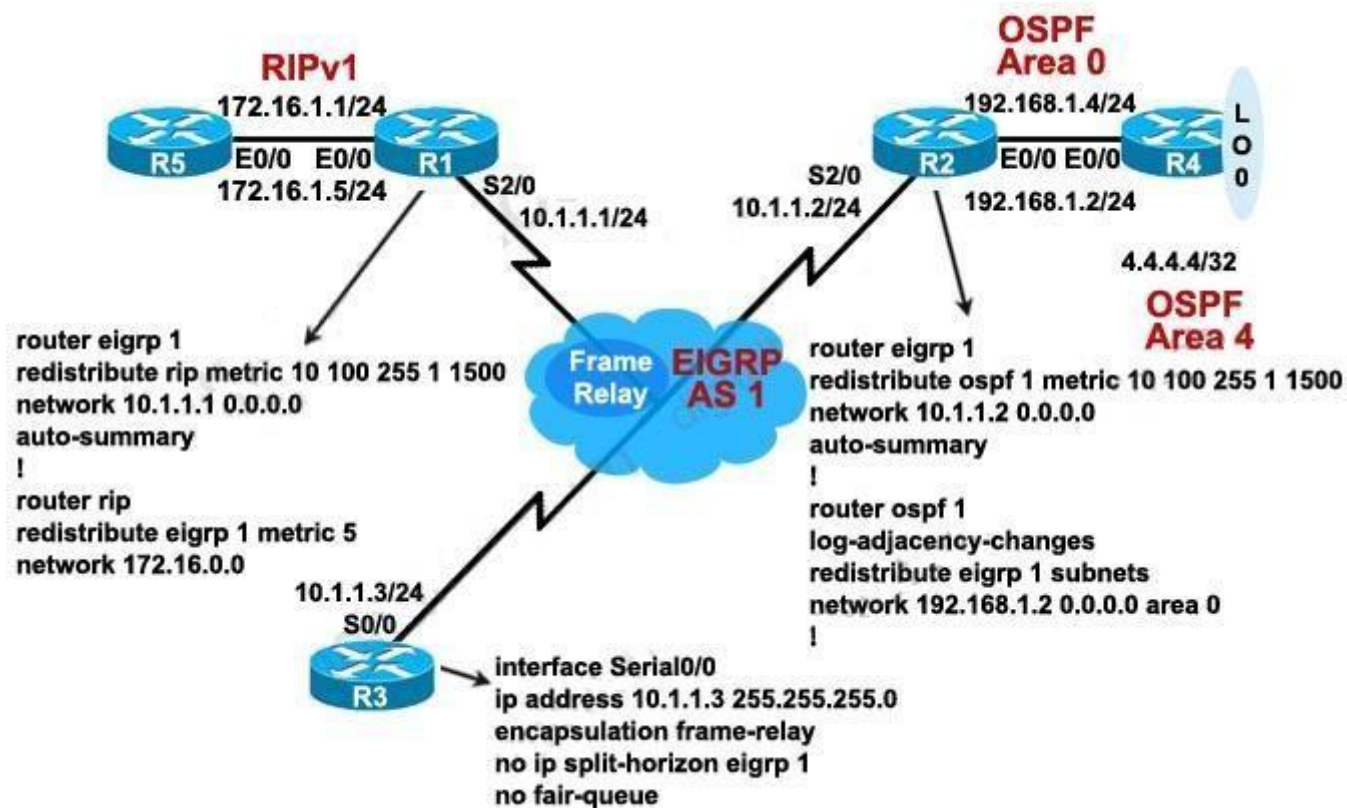 RIPv1
172.16.1.1/24
R5
E0/0
E0/0
R1
172.16.1.5/24
S2/0
10.1.1.1/24
OSPF
Area 0
192.168.1.4/24
R2
E0/0
E0/0
R4
LO0
192.168.1.2/24
S2/0
10.1.1.2/24
4.4.4.4/32
OSPF
Area 4
Frame
Relay
EIGRP
AS 1
router eigrp 1
redistribute rip metric 10 100 255 1 1500
network 10.1.1.1 0.0.0.0
auto-summary
!
router rip
redistribute eigrp 1 metric 5
network 172.16.0.0
router eigrp 1
redistribute ospf 1 metric 10 100 255 1 1500
network 10.1.1.2 0.0.0.0
auto-summary
!
router ospf 1
log-adjacency-changes
redistribute eigrp 1 subnets
network 192.168.1.2 0.0.0.0 area 0
!
10.1.1.3/24
S0/0
R3
interface Serial0/0
ip address 10.1.1.3 255.255.255.0
encapsulation frame-relay
no ip split-horizon eigrp 1
no fair-queue